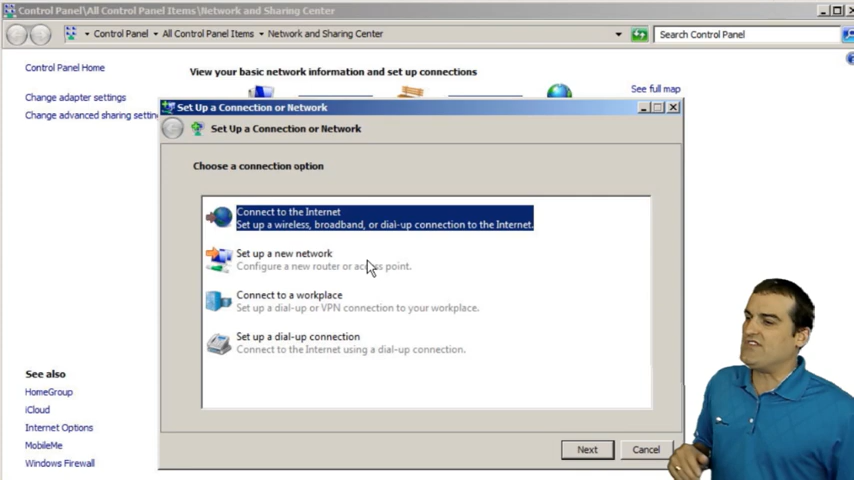 Control Panel\All Control Panel Items\Network and Sharing Center
Control Panel All Control Panel Items Network and Sharing Center
Search Control Panel
Control Panel Home
View your basic network information and set up connections
See full map
Change adapter settings
Change advanced sharing
Set Up a Connection or Network
Set Up a Connection or Network
Choose a connection option
Connect to the Internet
Set up a wireless, broadband, or dial-up connection to the Internet.
Set up a new network
Configure a new router or access point.
Connect to a workplace
Set up a dial-up or VPN connection to your workplace.
Set up a dial-up connection
Connect to the Internet using a dial-up connection.
See also
HomeGroup
iCloud
Internet Options
MobileMe
Windows Firewall
Next
Cancel